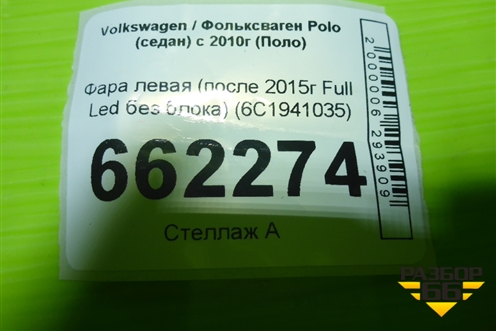 Volkswagen / Фольксваген Polo
(седан) с 2010г (Поло)
Фара левая (после 2015г Full
Led без блока) (6C1941035)
662274
Стеллаж А
2000006293909
РАЗБОР
66